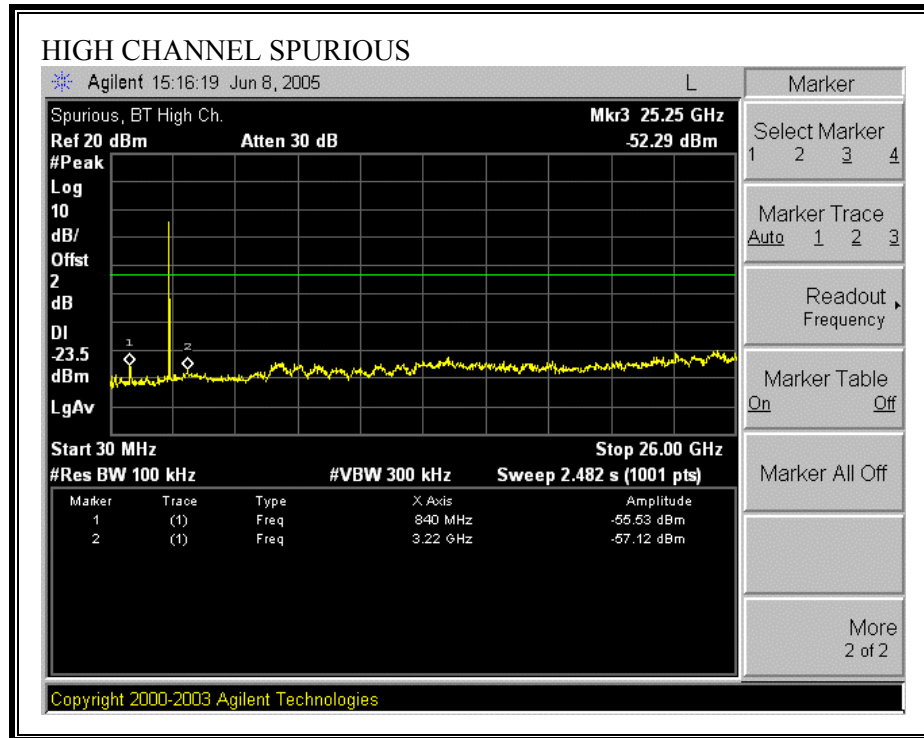 HIGH CHANNEL SPURIOUS
Agilent 15:16:19 Jun 8, 2005 L
Marker
Spurious, BT High Ch. Mkr3 25.25 GHz
Ref 20 dBm Atten 30 dB -52.29 dBm
#Peak
Log
10
dB/
Offst
2
dB
DI
-23.5
dBm
LgAv
1
2
Start 30 MHz Stop 26.00 GHz
#Res BW 100 kHz #VBW 300 kHz Sweep 2.482 s (1001 pts)
Marker Trace Type X Axis Amplitude
1 (1) Freq 840 MHz -55.53 dBm
2 (1) Freq 3.22 GHz -57.12 dBm
Select Marker
1 2 3 4
Marker Trace
Auto 1 2 3
Readout
Frequency
Marker Table
On Off
Marker All Off
More
2 of 2
Copyright 2000-2003 Agilent Technologies